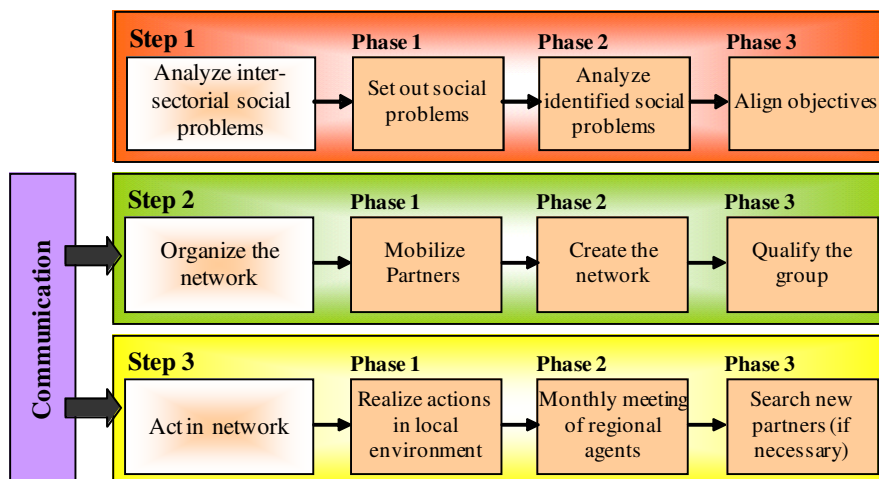 Step 1
Analyze inter-
sectorial social
problems
Phase 1
Set out social
problems
Phase 2
Analyze
identified social
problems
Phase 3
Align objectives
Communication
Step 2
Organize the
network
Phase 1
Mobilize
Partners
Phase 2
Create the
network
Phase 3
Qualify the
group
Step 3
Act in network
Phase 1
Realize actions
in local
environment
Phase 2
Monthly meeting
of regional
agents
Phase 3
Search new
partners (if
necessary)